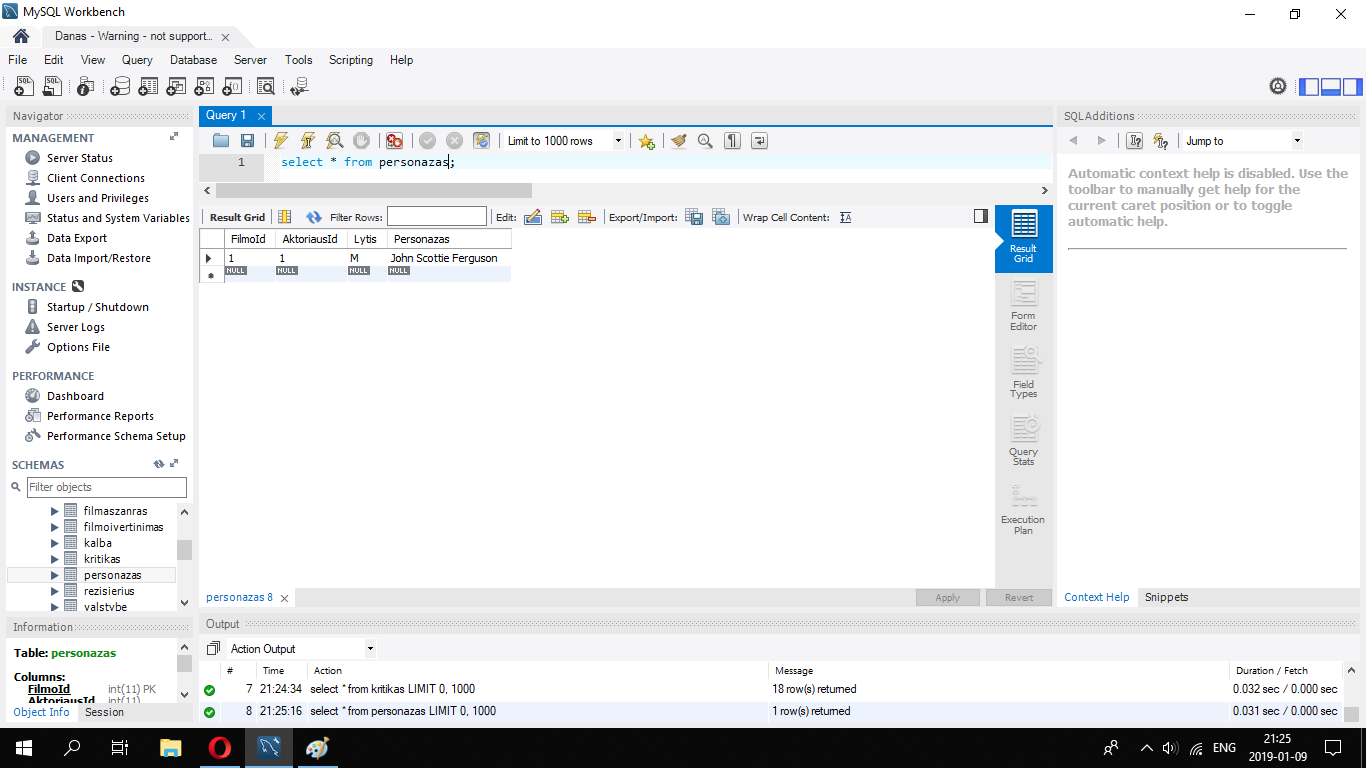 MySQL Workbench
Danas - Warning - not support...
File Edit View Query Database Server Tools Scripting Help
Navigator
MANAGEMENT
Server Status
Client Connections
Users and Privileges
Status and System Variables
Data Export
Data Import/Restore
INSTANCE
Startup / Shutdown
Server Logs
Options File
PERFORMANCE
Dashboard
Performance Reports
Performance Schema Setup
SCHEMAS
Filter objects
filmaszanras
filmoivertinimas
kalba
kritikas
personazas
rezisierius
valstybe
Information
Table: personazas
Columns:
FilmoId int(11) PK
AktoriausId int(11)
Object Info Session
Query 1
Limit to 1000 rows
1 select * from personazas;
Result Grid Filter Rows: Edit: Export/Import: Wrap Cell Content:
FilmoId AktoriausId Lytis Personazas
1 1 M John Scottie Ferguson
NULL NULL NULL NULL
Result Grid
Form Editor
Field Types
Query Stats
Execution Plan
personazas 8 Apply Revert
SQLAdditions
Jump to
Automatic context help is disabled. Use the
toolbar to manually get help for the
current caret position or to toggle
automatic help.
Context Help Snippets
Output
Action Output
# Time Action Message Duration / Fetch
7 21:24:34 select * from kritikas LIMIT 0, 1000 18 row(s) returned 0.032 sec / 0.000 sec
8 21:25:16 select * from personazas LIMIT 0, 1000 1 row(s) returned 0.031 sec / 0.000 sec
ENG
21:25
2019-01-09